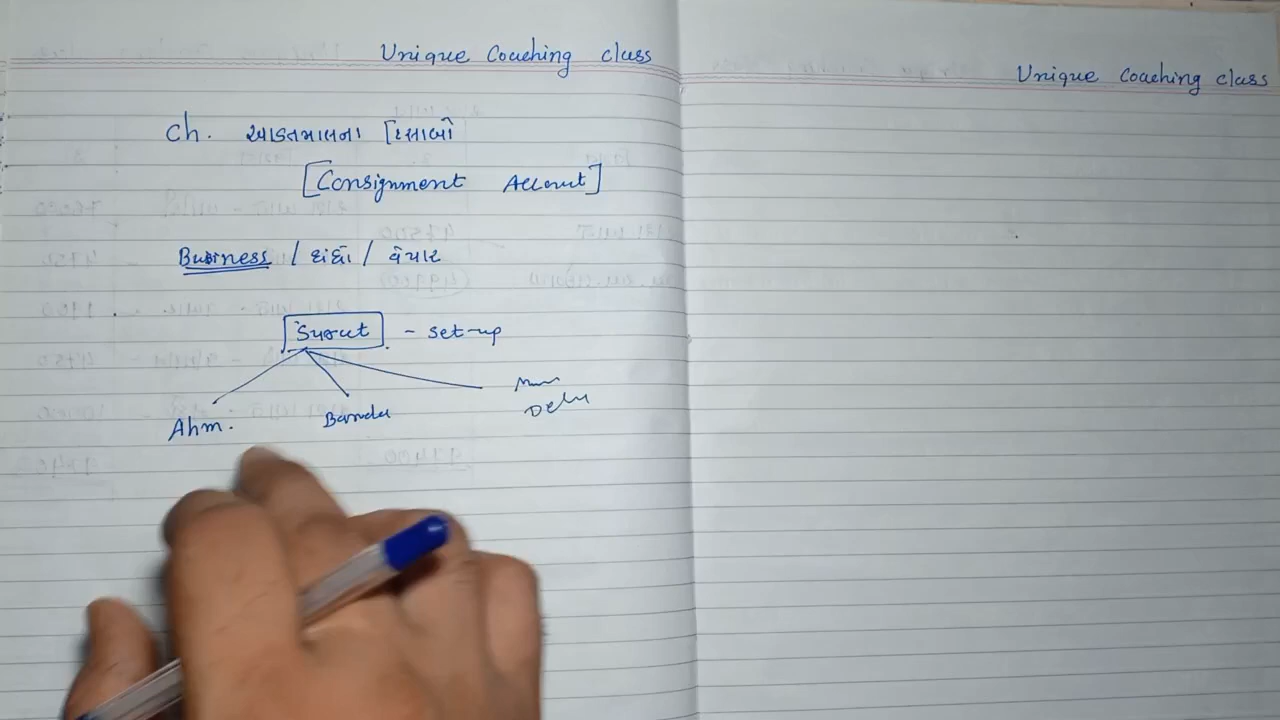 Unique Coaching class
Ch. આડતમાલના હિસાબો
[Consignment Account]
Business / ધંધો / વેપાર
Surat - set-up
Ahm. Baroda
Delhi
Unique Coaching class